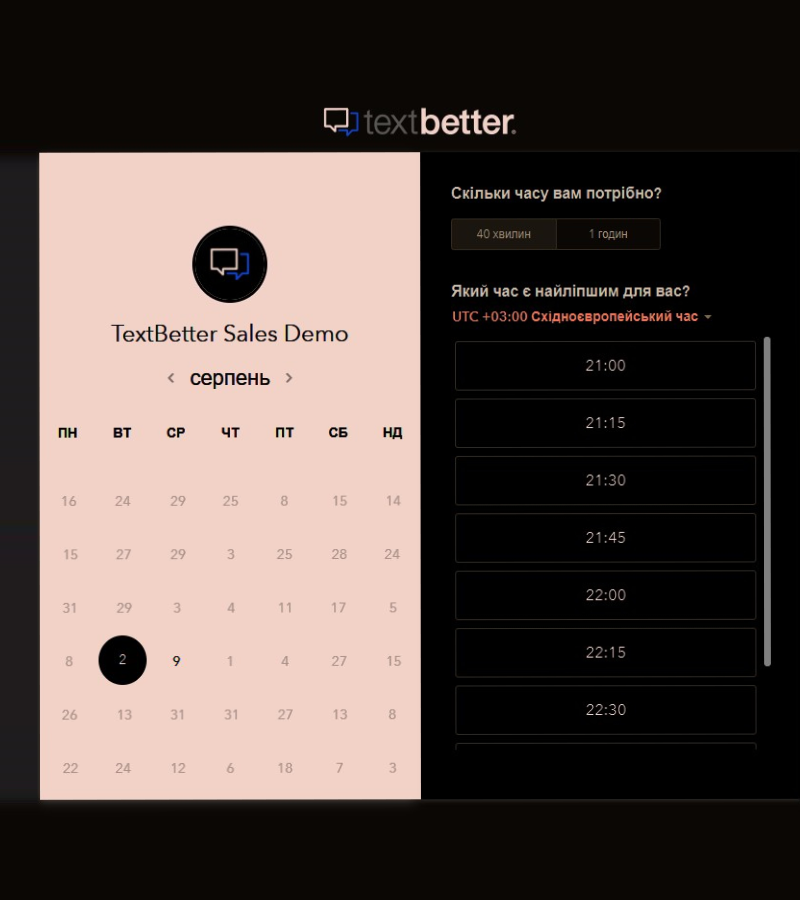 textbetter.
TextBetter Sales Demo
серпень
ПН ВТ СР ЧТ ПТ СБ НД
16 24 29 25 8 15 14
15 27 29 3 25 28 24
31 29 3 4 11 17 5
8 2 9 1 4 27 15
26 13 31 31 27 13 8
22 24 12 6 18 7 3
Скільки часу вам потрібно?
40 хвилин 1 годин
Який час є найліпшим для вас?
UTC +03:00 Східноєвропейський час
21:00
21:15
21:30
21:45
22:00
22:15
22:30